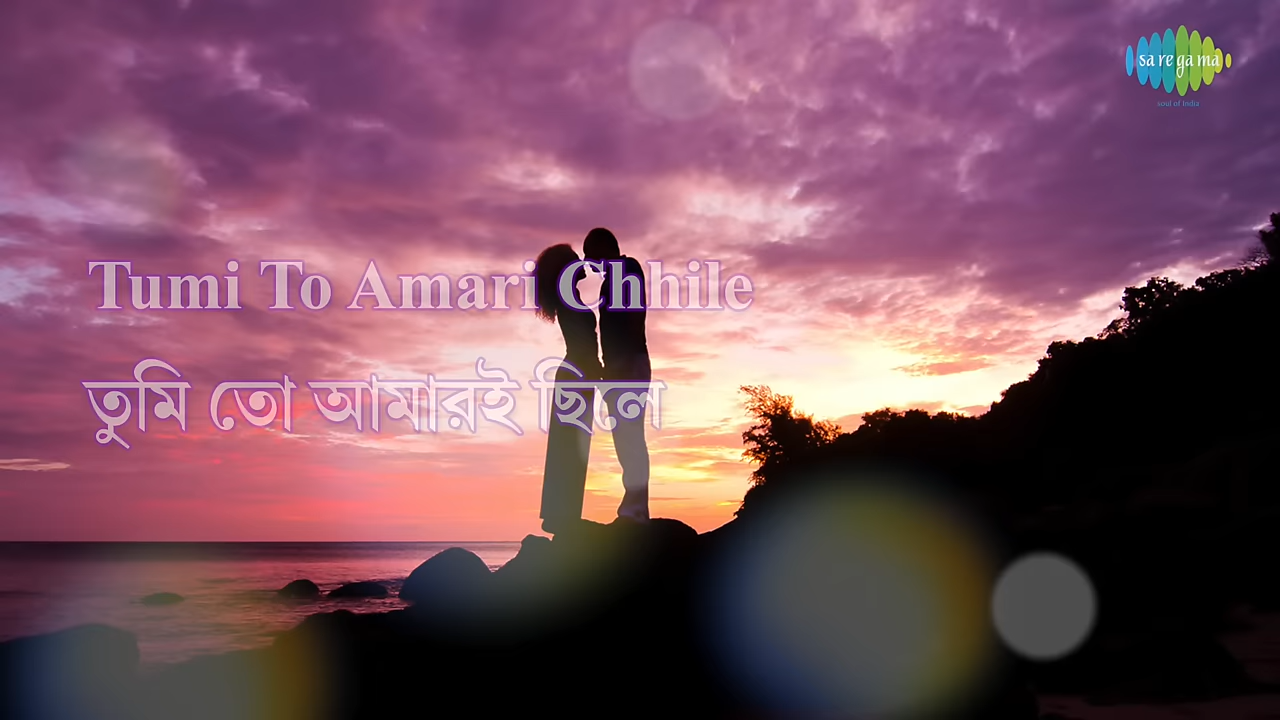 sa re ga ma
soul of India
Tumi To Amari Chhile
তুমি তো আমারই ছিলে